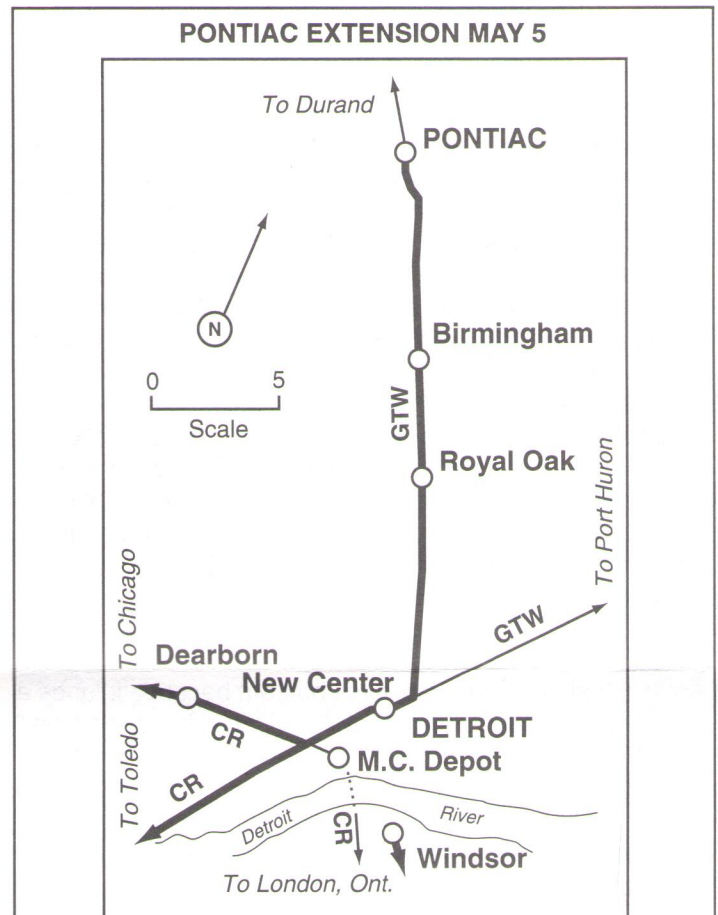 PONTIAC EXTENSION MAY 5
To Durand
PONTIAC
N
Birmingham
0 5
Scale
GTW
Royal Oak
To Port Huron
To Chicago
GTW
Dearborn
New Center
DETROIT
CR
M.C. Depot
To Toledo
CR
Detroit River
CR
Windsor
To London, Ont.